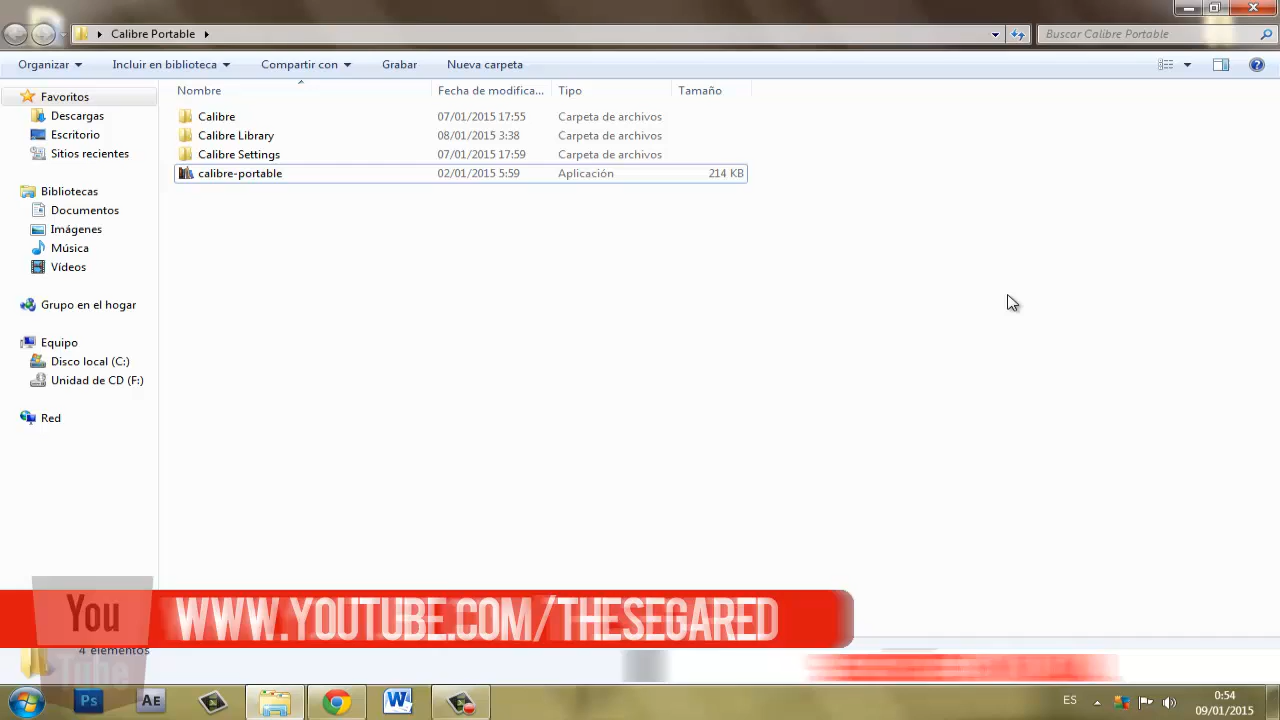 Calibre Portable
Buscar Calibre Portable
Organizar
Incluir en biblioteca
Compartir con
Grabar
Nueva carpeta
Nombre
Fecha de modifica...
Tipo
Tamaño
Calibre
07/01/2015 17:55
Carpeta de archivos
Calibre Library
08/01/2015 3:38
Carpeta de archivos
Calibre Settings
07/01/2015 17:59
Carpeta de archivos
calibre-portable
02/01/2015 5:59
Aplicación
214 KB
Favoritos
Descargas
Escritorio
Sitios recientes
Bibliotecas
Documentos
Imágenes
Música
Vídeos
Grupo en el hogar
Equipo
Disco local (C:)
Unidad de CD (F:)
Red
You
Tube
WWW.YOUTUBE.COM/THESEGARED
4 elementos
Ps
AE
W
ES
0:54
09/01/2015